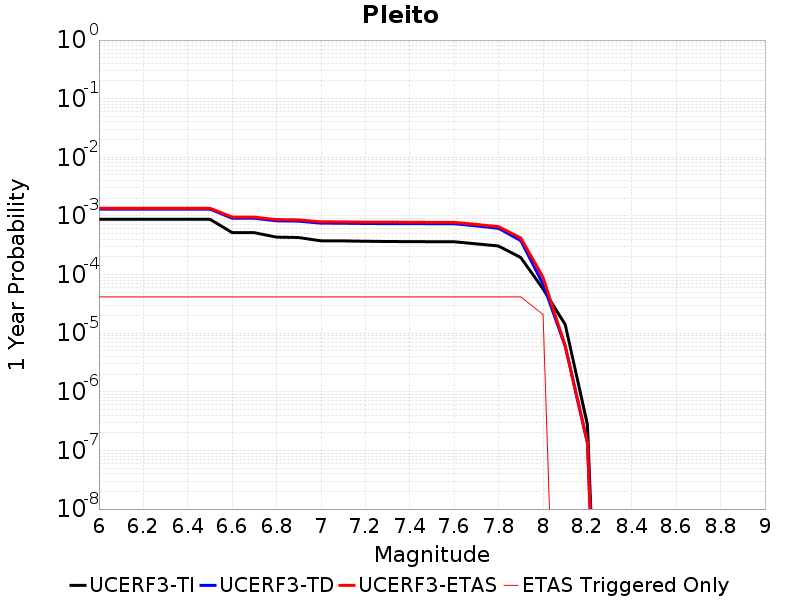 Pleito
1 Year Probability
10^0
10^-1
10^-2
10^-3
10^-4
10^-5
10^-6
10^-7
10^-8
6 6.2 6.4 6.6 6.8 7 7.2 7.4 7.6 7.8 8 8.2 8.4 8.6 8.8 9
Magnitude
UCERF3-TI UCERF3-TD UCERF3-ETAS ETAS Triggered Only